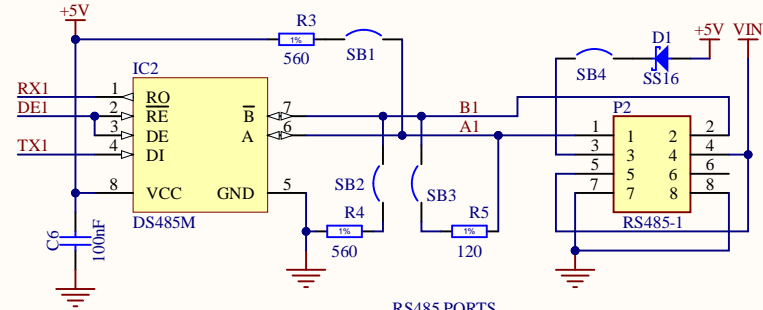 +5V
R3
1%
560
SB1
D1
+5V
VIN
SB4
SS16
IC2
RX1
1
RO
DE1
2
RE
3
DE
TX1
4
DI
8
VCC
GND
5
B
7
A
6
DS485M
B1
A1
P2
1
1
2
2
3
3
4
4
5
5
6
6
7
7
8
8
RS485-1
SB2
SB3
R4
1%
560
R5
1%
120
C6
100nF
RS485 PORTS